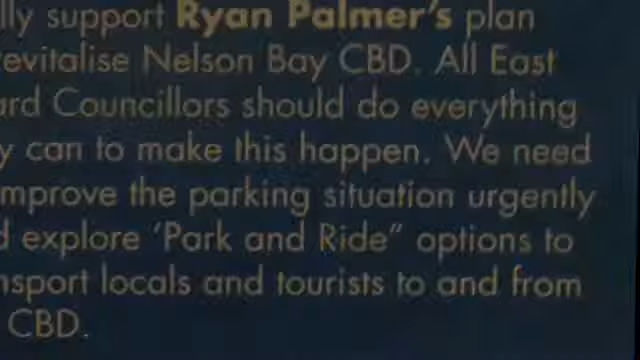 lly support Ryan Palmer's plan
revitalise Nelson Bay CBD. All East
ard Councillors should do everything
y can to make this happen. We need
improve the parking situation urgently
d explore 'Park and Ride" options to
nsport locals and tourists to and from
CBD.